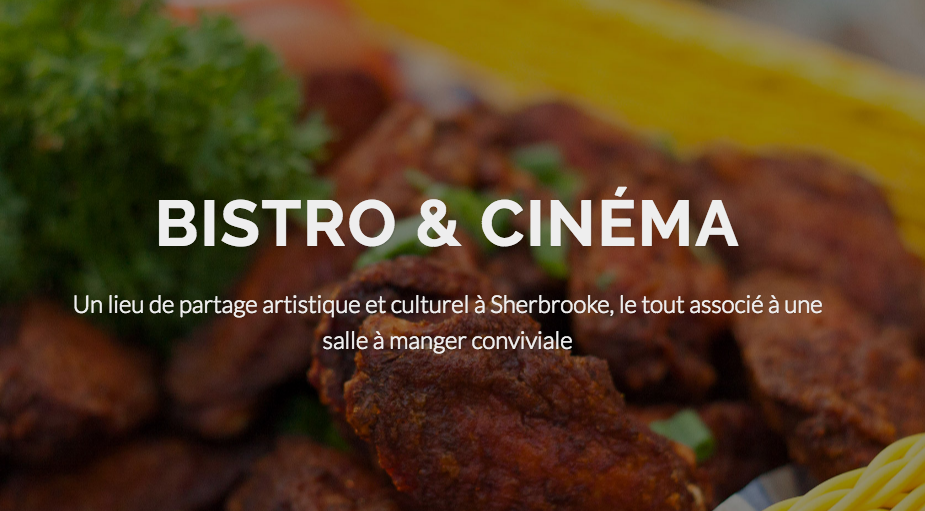 BISTRO & CINÉMA
Un lieu de partage artistique et culturel à Sherbrooke, le tout associé à une
salle à manger conviviale